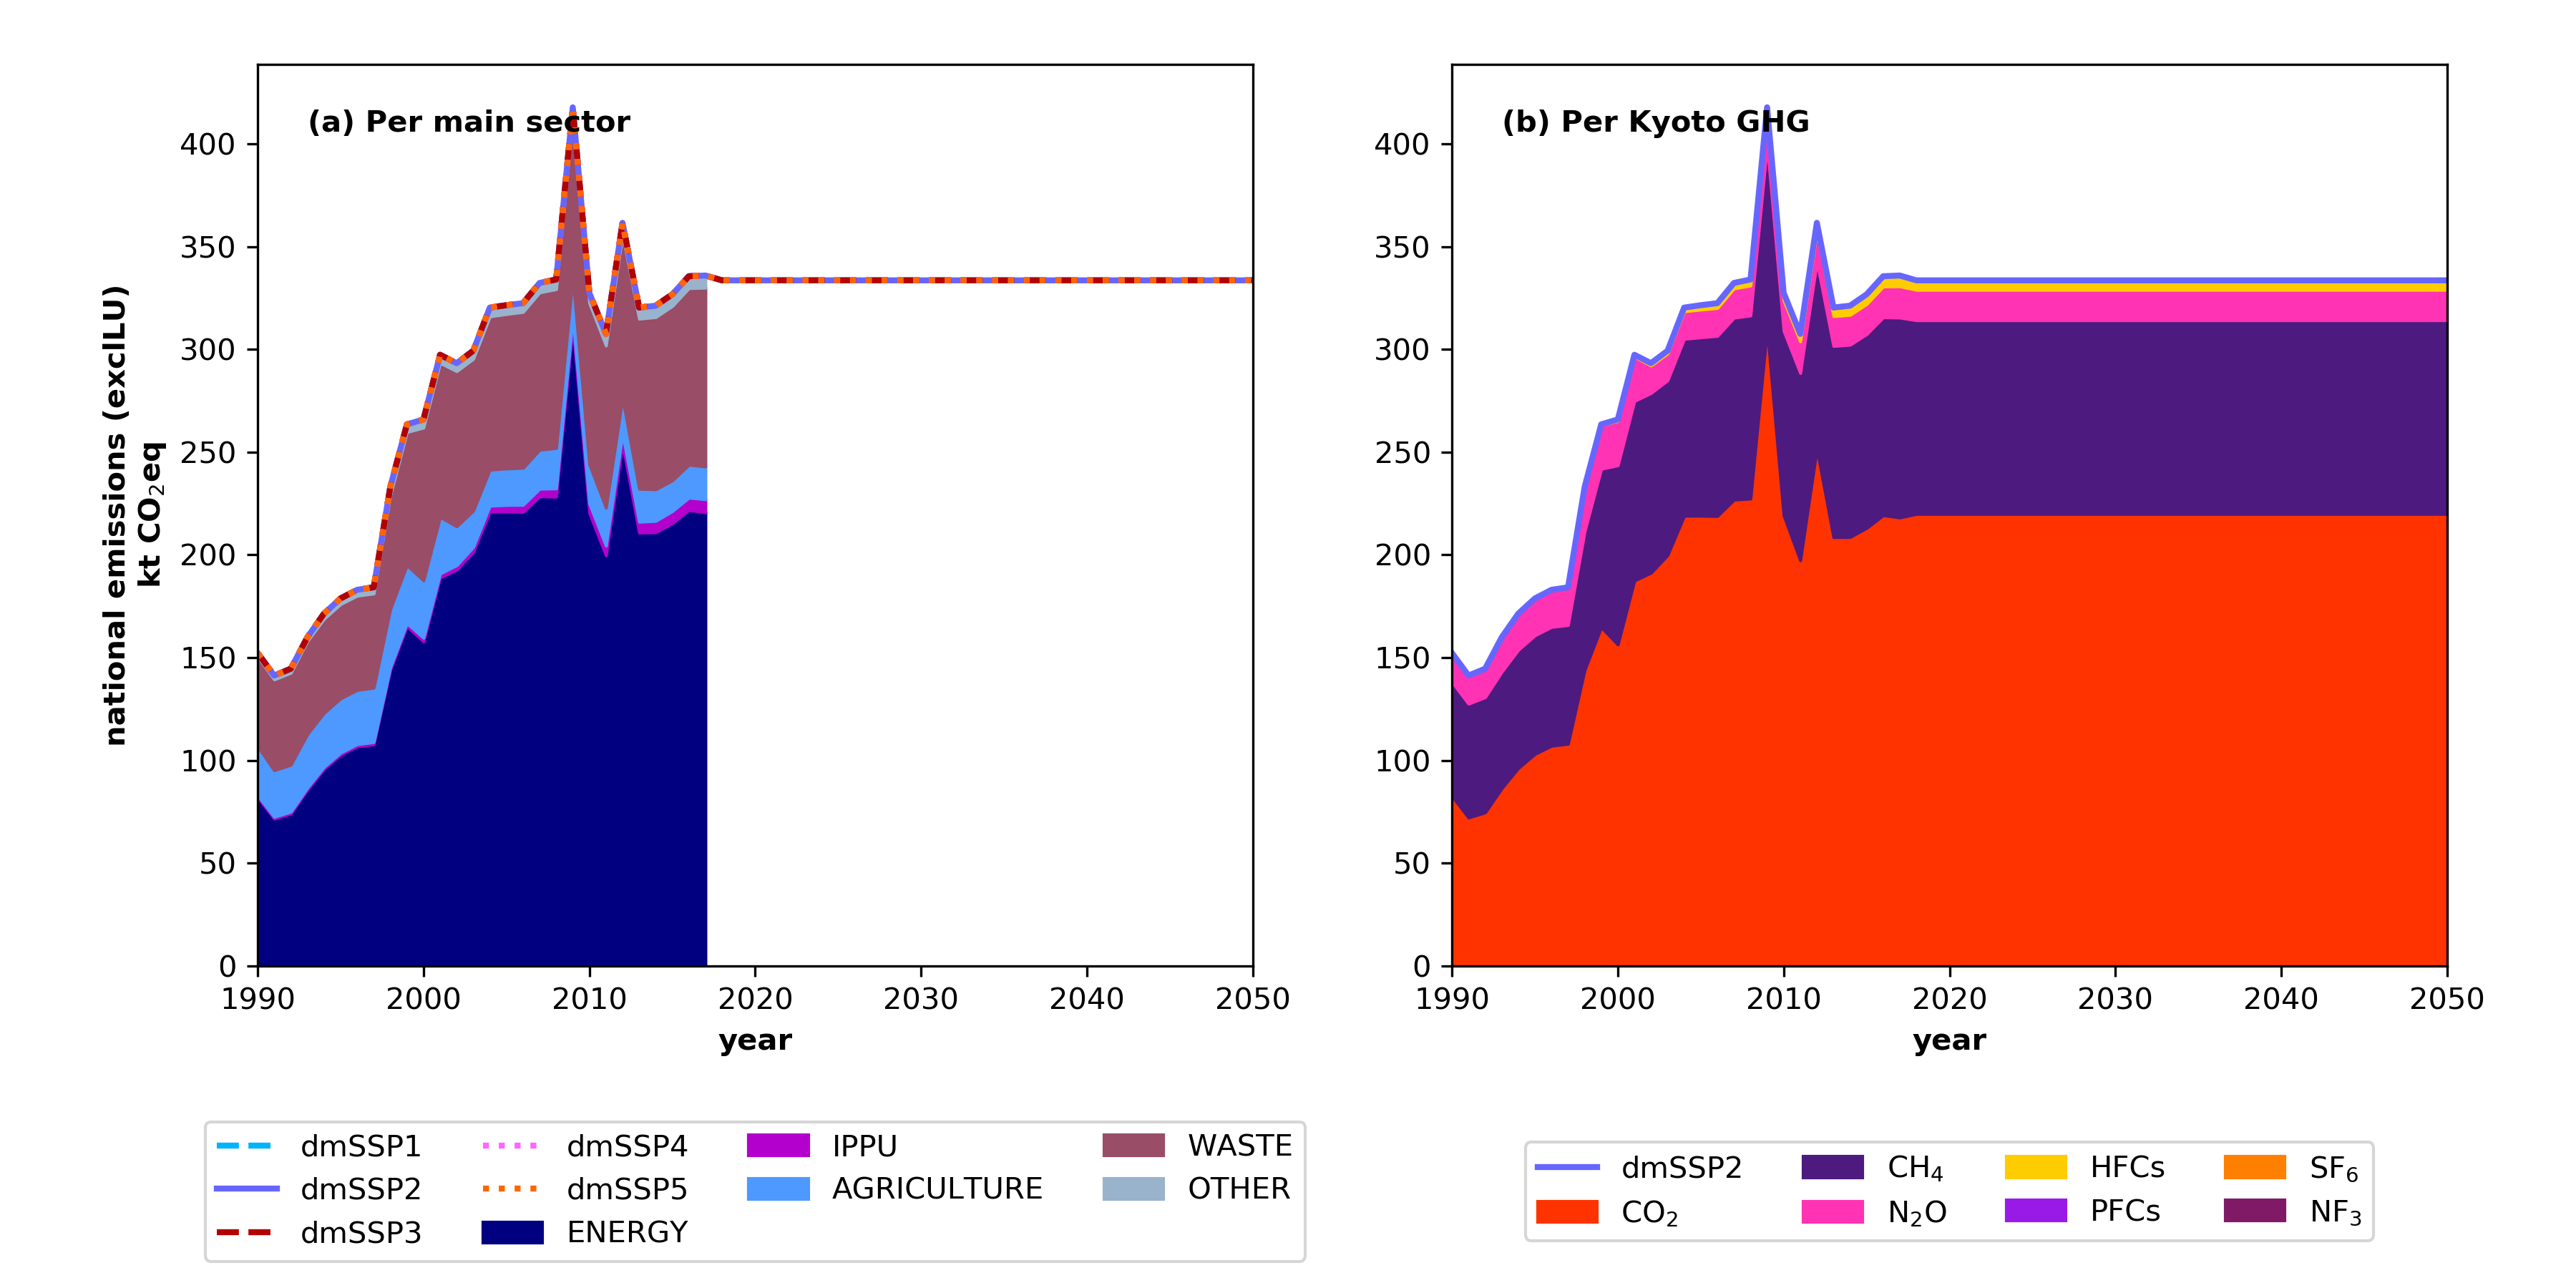 (a) Per main sector
national emissions (exclLU)
kt CO₂eq
400
350
300
250
200
150
100
50
0
1990 2000 2010 2020 2030 2040 2050
year
dmSSP1 dmSSP4 IPPU WASTE
dmSSP2 dmSSP5 AGRICULTURE OTHER
dmSSP3 ENERGY
(b) Per Kyoto GHG
400
350
300
250
200
150
100
50
0
1990 2000 2010 2020 2030 2040 2050
year
dmSSP2 CH₄ HFCs SF₆
CO₂ N₂O PFCs NF₃